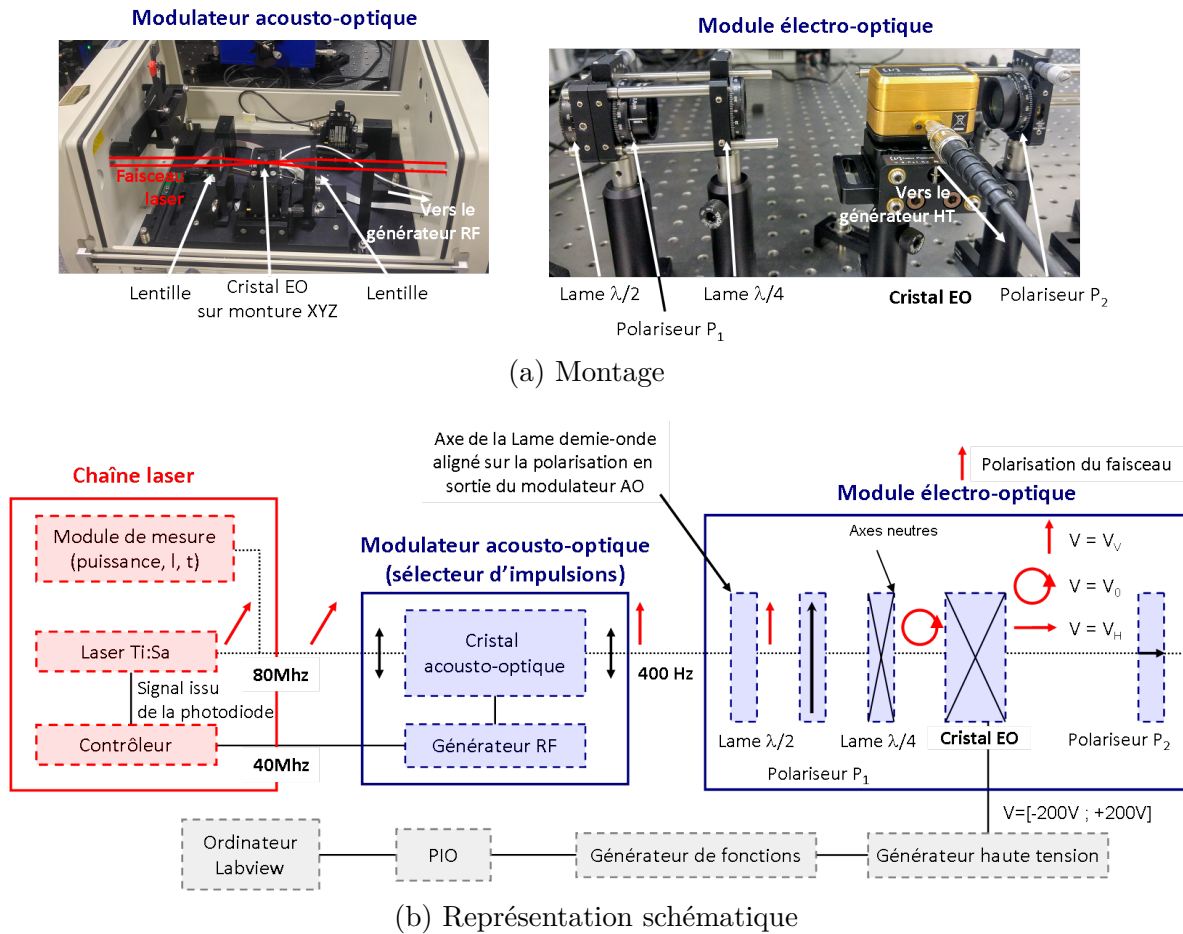 Modulateur acousto-optique
Module électro-optique
Faisceau
laser
Vers le
générateur RF
Vers le
générateur HT
Lentille
Cristal EO
sur monture XYZ
Lentille
Lame λ/2
Polariseur P1
Lame λ/4
Cristal EO
Polariseur P2
(a) Montage
Axe de la Lame demie-onde
aligné sur la polarisation en
sortie du modulateur AO
Polarisation du faisceau
Chaîne laser
Module électro-optique
Module de mesure
(puissance, l, t)
Modulateur acousto-optique
(sélecteur d'impulsions)
Axes neutres
V = VV
V = V0
V = VH
Laser Ti:Sa
80Mhz
Cristal
acousto-optique
400 Hz
Signal issu
de la photodiode
Contrôleur
40Mhz
Générateur RF
Lame λ/2
Polariseur P1
Lame λ/4
Cristal EO
Polariseur P2
V=[-200V ; +200V]
Ordinateur
Labview
PIO
Générateur de fonctions
Générateur haute tension
(b) Représentation schématique